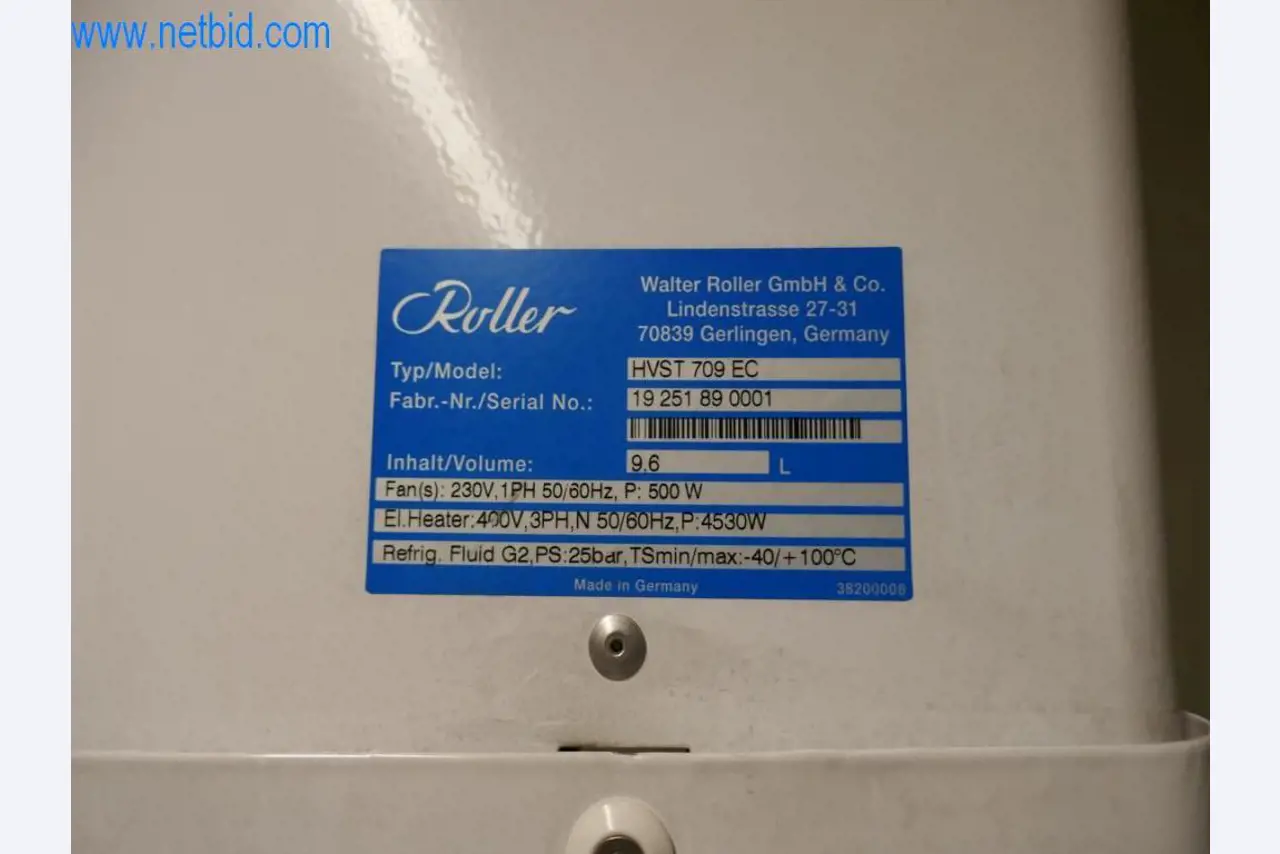 www.netbid.com
Roller
Walter Roller GmbH & Co.
Lindenstrasse 27-31
70839 Gerlingen, Germany
Typ/Model: HVST 709 EC
Fabr.-Nr./Serial No.: 19 251 89 0001
Inhalt/Volume: 9,6 L
Fan(s): 230V,1PH 50/60Hz, P: 500 W
El.Heater:400V,3PH,N 50/60Hz,P:4530W
Refrig. Fluid G2,PS:25bar,TSmin/max:-40/+100°C
Made in Germany 38200006